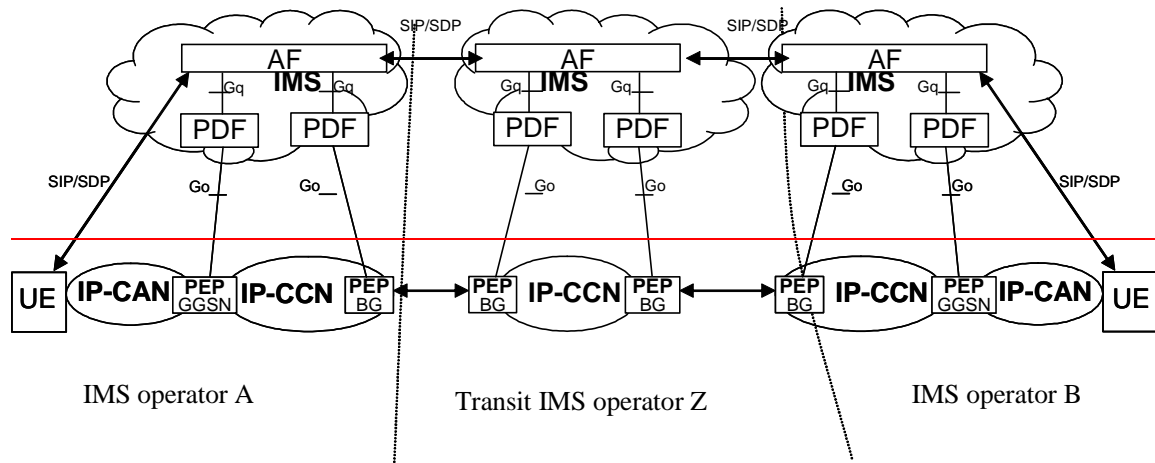 SIP/SDP
SIP/SDP
AF
AF
AF
IMS
IMS
IMS
Gq
Gq
Gq
Gq
Gq
Gq
PDF
PDF
PDF
PDF
PDF
PDF
SIP/SDP
Go
Go
Go
Go
Go
Go
SIP/SDP
UE
IP-CAN
PEP
GGSN
IP-CCN
PEP
BG
PEP
BG
IP-CCN
PEP
BG
PEP
BG
IP-CCN
PEP
GGSN
IP-CAN
UE
IMS operator A
Transit IMS operator Z
IMS operator B